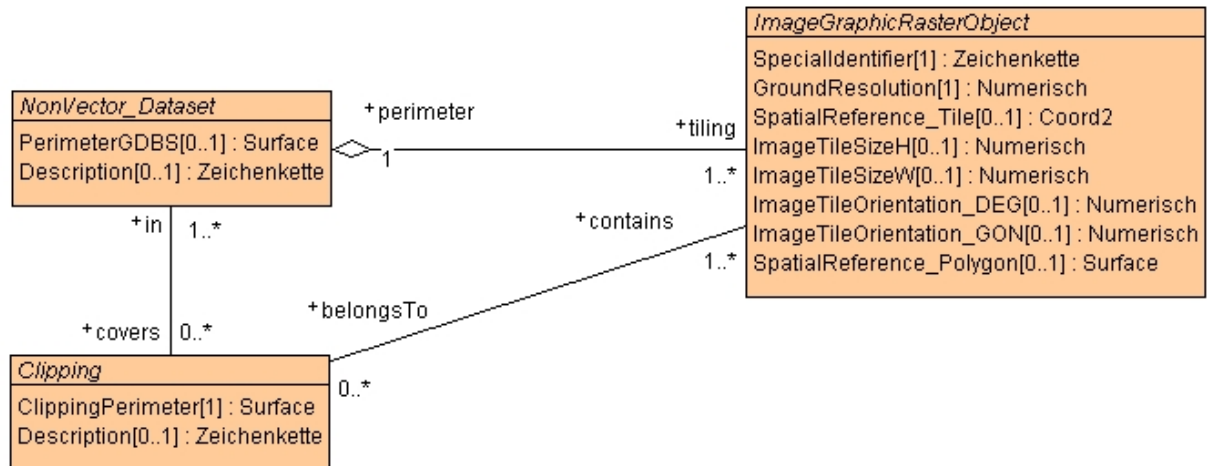 ImageGraphicRasterObject
SpecialIdentifier[1] : Zeichenkette
GroundResolution[1] : Numerisch
SpatialReference_Tile[0..1] : Coord2
ImageTileSizeH[0..1] : Numerisch
ImageTileSizeW[0..1] : Numerisch
ImageTileOrientation_DEG[0..1] : Numerisch
ImageTileOrientation_GON[0..1] : Numerisch
SpatialReference_Polygon[0..1] : Surface
NonVector_Dataset
PerimeterGDBS[0..1] : Surface
Description[0..1] : Zeichenkette
+perimeter
1
+tiling
1..*
+in
1..*
+contains
1..*
+belongsTo
0..*
+covers
0..*
Clipping
ClippingPerimeter[1] : Surface
Description[0..1] : Zeichenkette